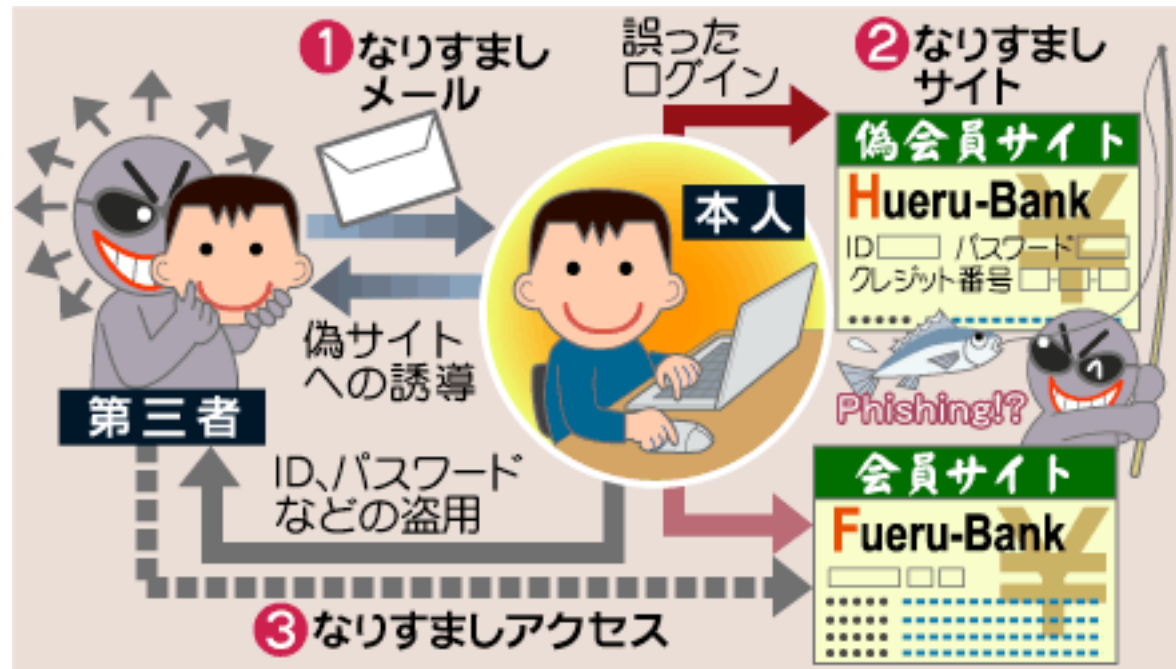 ❶なりすまし
メール
誤った
ログイン
❷なりすまし
サイト
偽会員サイト
Hueru-Bank
ID パスワード
クレジット番号
本人
偽サイト
への誘導
第三者
Phishing!?
ID、パスワード
などの盗用
会員サイト
Fueru-Bank
❸なりすましアクセス